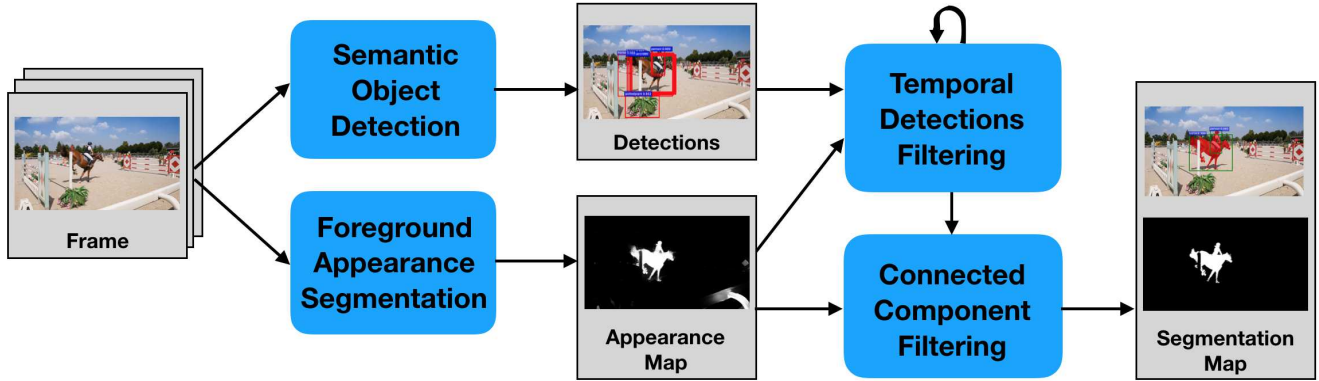 Frame
Semantic
Object
Detection
Foreground
Appearance
Segmentation
Detections
Appearance
Map
Temporal
Detections
Filtering
Connected
Component
Filtering
Segmentation
Map